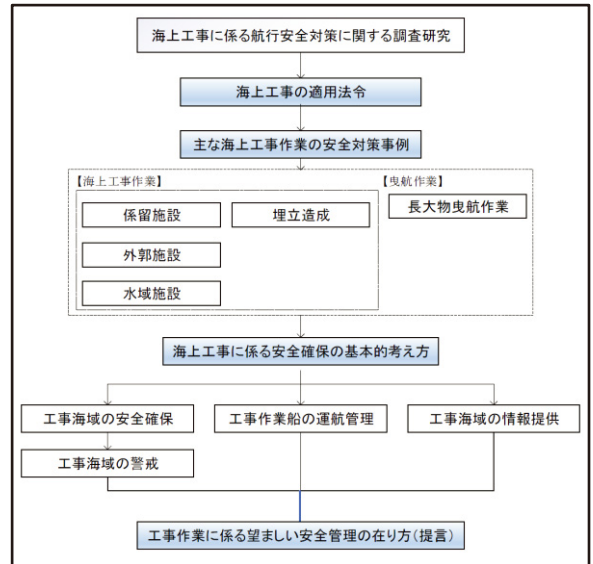 海上工事に係る航行安全対策に関する調査研究
海上工事の適用法令
主な海上工事作業の安全対策事例
【海上工事作業】
【曳航作業】
係留施設
埋立造成
長大物曳航作業
外郭施設
水域施設
海上工事に係る安全確保の基本的考え方
工事海域の安全確保
工事作業船の運航管理
工事海域の情報提供
工事海域の警戒
工事作業に係る望ましい安全管理の在り方(提言)